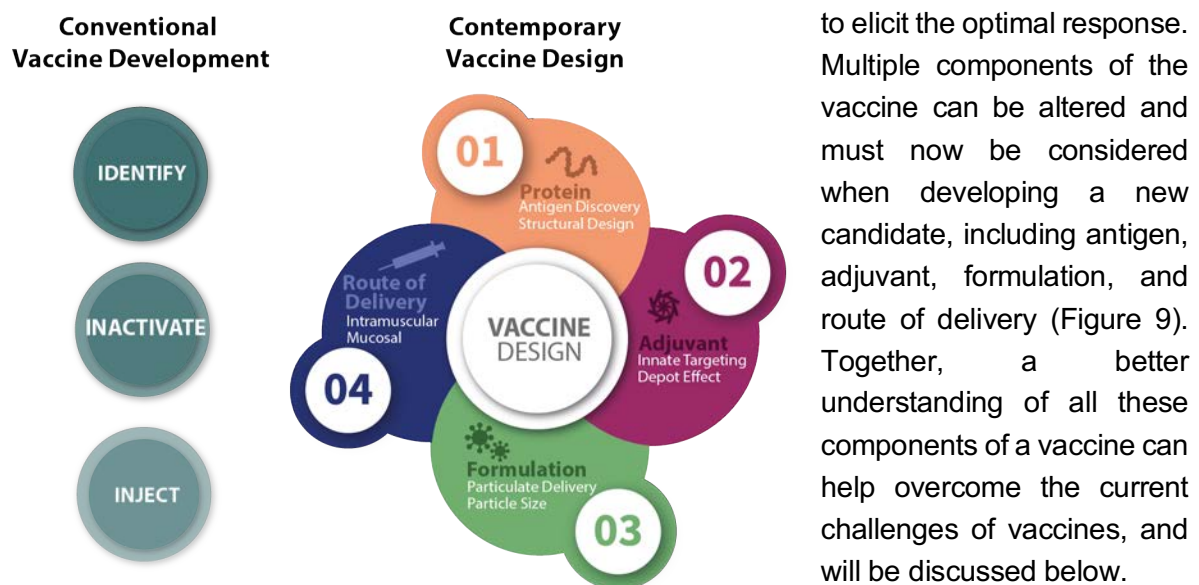 Conventional
Vaccine Development
IDENTIFY
INACTIVATE
INJECT
Contemporary
Vaccine Design
01
Protein
Antigen Discovery
Structural Design
02
Adjuvant
Innate Targeting
Depot Effect
03
Formulation
Particulate Delivery
Particle Size
04
Route of
Delivery
Intramuscular
Mucosal
VACCINE
DESIGN
to elicit the optimal response.
Multiple components of the
vaccine can be altered and
must now be considered
when developing a new
candidate, including antigen,
adjuvant, formulation, and
route of delivery (Figure 9).
Together, a better
understanding of all these
components of a vaccine can
help overcome the current
challenges of vaccines, and
will be discussed below.